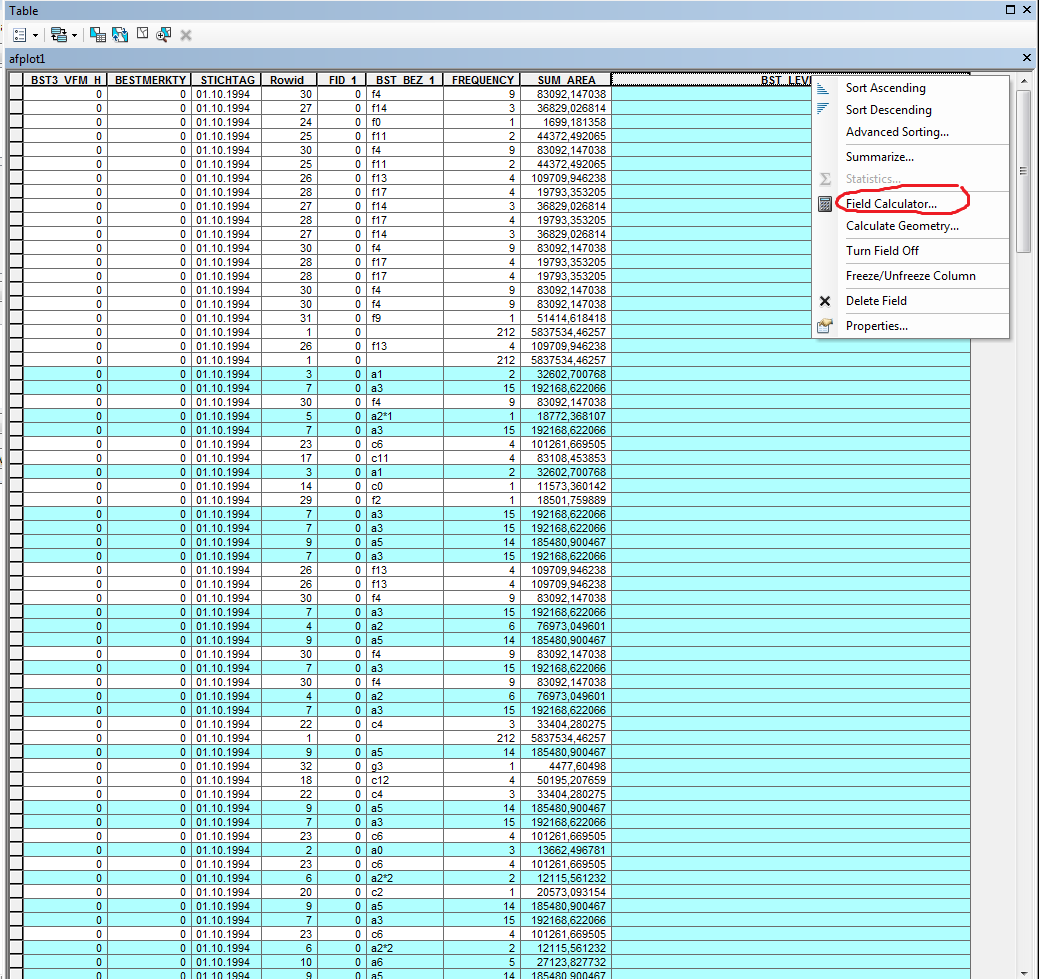 Table
afplot1
BST3_VFM_H BESTMERKTY STICHTAG Rowid FID_1 BST_BEZ_1 FREQUENCY SUM_AREA
0 0 01.10.1994 30 0 f4 9 83092,147038
0 0 01.10.1994 27 0 f14 3 36829,026814
0 0 01.10.1994 24 0 f0 1 1699,181358
0 0 01.10.1994 25 0 f11 2 44372,492065
0 0 01.10.1994 30 0 f4 9 83092,147038
0 0 01.10.1994 25 0 f11 2 44372,492065
0 0 01.10.1994 26 0 f13 4 109709,946238
0 0 01.10.1994 28 0 f17 4 19793,353205
0 0 01.10.1994 27 0 f14 3 36829,026814
0 0 01.10.1994 28 0 f17 4 19793,353205
0 0 01.10.1994 27 0 f14 3 36829,026814
0 0 01.10.1994 30 0 f4 9 83092,147038
0 0 01.10.1994 28 0 f17 4 19793,353205
0 0 01.10.1994 28 0 f17 4 19793,353205
0 0 01.10.1994 30 0 f4 9 83092,147038
0 0 01.10.1994 30 0 f4 9 83092,147038
0 0 01.10.1994 31 0 f9 1 51414,618418
0 0 01.10.1994 1 0 212 5837534,46257
0 0 01.10.1994 26 0 f13 4 109709,946238
0 0 01.10.1994 1 0 212 5837534,46257
0 0 01.10.1994 3 0 a1 2 32602,700768
0 0 01.10.1994 7 0 a3 15 192168,622066
0 0 01.10.1994 30 0 f4 9 83092,147038
0 0 01.10.1994 5 0 a2*1 1 18772,368107
0 0 01.10.1994 7 0 a3 15 192168,622066
0 0 01.10.1994 23 0 c6 4 101261,669505
0 0 01.10.1994 17 0 c11 4 83108,453853
0 0 01.10.1994 3 0 a1 2 32602,700768
0 0 01.10.1994 14 0 c0 1 11573,360142
0 0 01.10.1994 29 0 f2 1 18501,759889
0 0 01.10.1994 7 0 a3 15 192168,622066
0 0 01.10.1994 7 0 a3 15 192168,622066
0 0 01.10.1994 9 0 a5 14 185480,900467
0 0 01.10.1994 7 0 a3 15 192168,622066
0 0 01.10.1994 26 0 f13 4 109709,946238
0 0 01.10.1994 26 0 f13 4 109709,946238
0 0 01.10.1994 30 0 f4 9 83092,147038
0 0 01.10.1994 7 0 a3 15 192168,622066
0 0 01.10.1994 4 0 a2 6 76973,049601
0 0 01.10.1994 9 0 a5 14 185480,900467
0 0 01.10.1994 30 0 f4 9 83092,147038
0 0 01.10.1994 7 0 a3 15 192168,622066
0 0 01.10.1994 30 0 f4 9 83092,147038
0 0 01.10.1994 4 0 a2 6 76973,049601
0 0 01.10.1994 7 0 a3 15 192168,622066
0 0 01.10.1994 22 0 c4 3 33404,280275
0 0 01.10.1994 1 0 212 5837534,46257
0 0 01.10.1994 9 0 a5 14 185480,900467
0 0 01.10.1994 32 0 g3 1 4477,60498
0 0 01.10.1994 18 0 c12 4 50195,207659
0 0 01.10.1994 22 0 c4 3 33404,280275
0 0 01.10.1994 9 0 a5 14 185480,900467
0 0 01.10.1994 7 0 a3 15 192168,622066
0 0 01.10.1994 23 0 c6 4 101261,669505
0 0 01.10.1994 2 0 a0 3 13662,496781
0 0 01.10.1994 23 0 c6 4 101261,669505
0 0 01.10.1994 6 0 a2*2 2 12115,561232
0 0 01.10.1994 20 0 c2 1 20573,093154
0 0 01.10.1994 9 0 a5 14 185480,900467
0 0 01.10.1994 7 0 a3 15 192168,622066
0 0 01.10.1994 23 0 c6 4 101261,669505
0 0 01.10.1994 6 0 a2*2 2 12115,561232
0 0 01.10.1994 10 0 a6 5 27123,827732
0 0 01.10.1994 9 0 a5 14 185480,900467
Sort Ascending
Sort Descending
Advanced Sorting...
Summarize...
Statistics...
Field Calculator...
Calculate Geometry...
Turn Field Off
Freeze/Unfreeze Column
Delete Field
Properties...